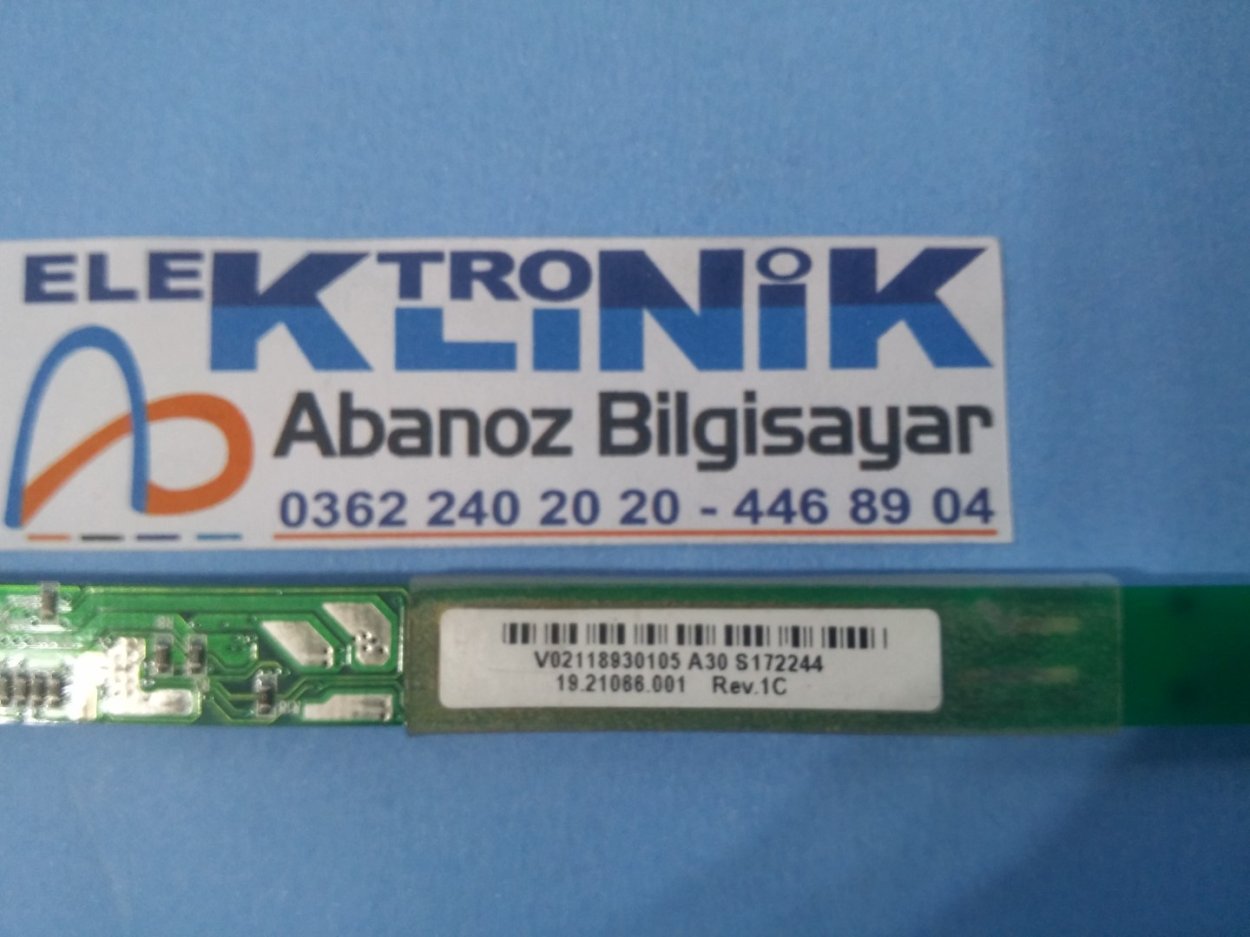 ELEKTRONiK
KLiNiK
Abanoz Bilgisayar
0362 240 20 20 - 446 89 04
V02118930105 A30 S172244
19.21066.001 Rev.1C